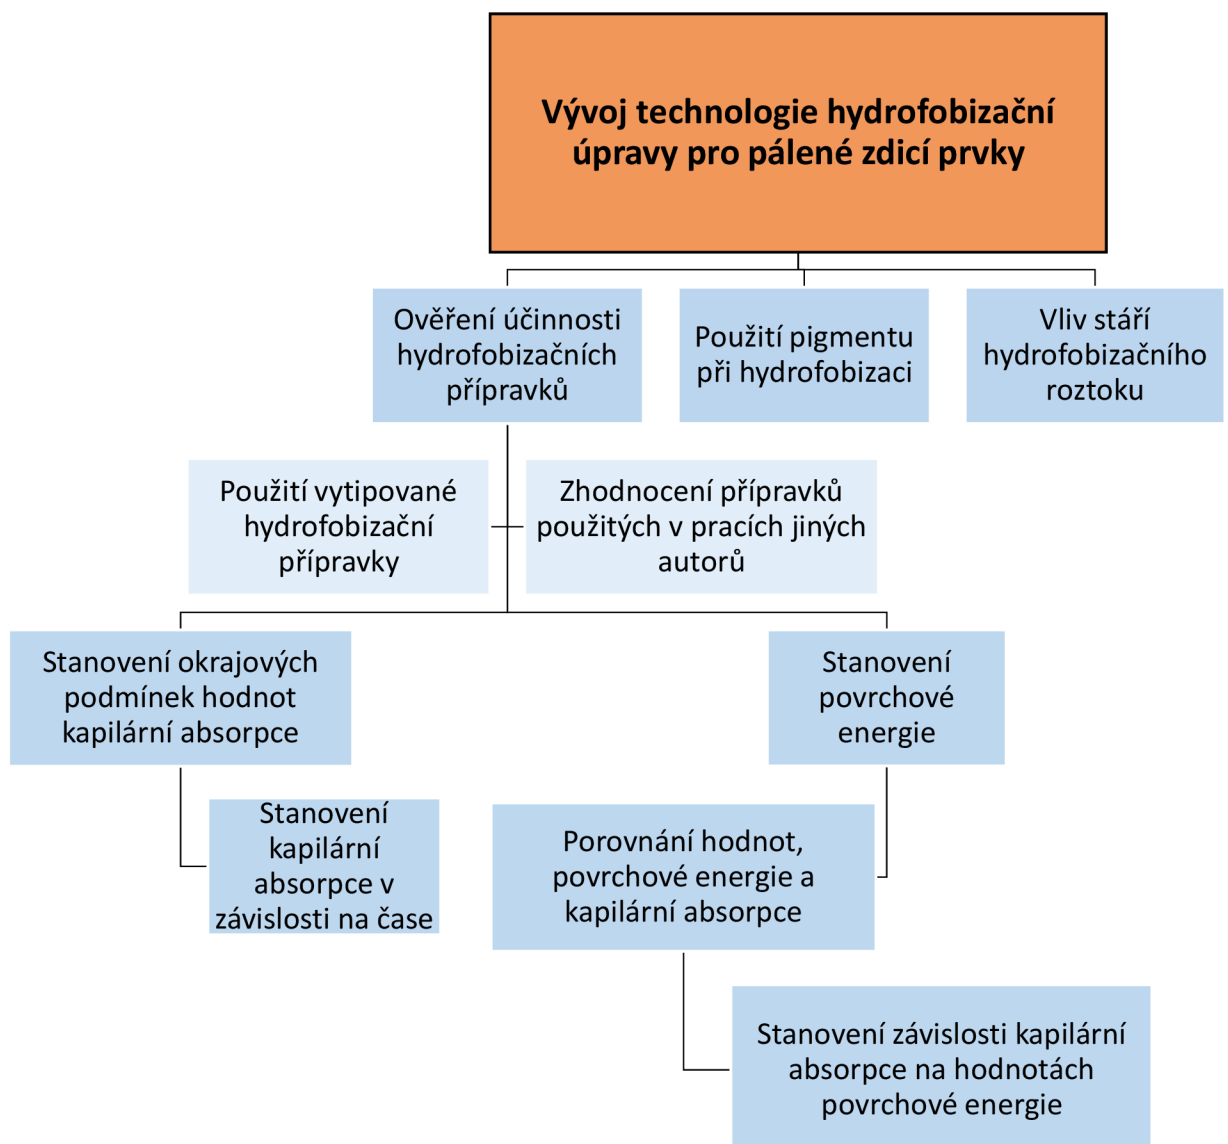 Vývoj technologie hydrofobizační
úpravy pro pálené zdicí prvky
Ověření účinnosti
hydrofobizačních
přípravků
Použití pigmentu
při hydrofobizaci
Vliv stáří
hydrofobizačního
roztoku
Použití vytipované
hydrofobizační
přípravky
Zhodnocení přípravků
použitých v pracích jiných
autorů
Stanovení okrajových
podmínek hodnot
kapilární absorpce
Stanovení
povrchové
energie
Stanovení
kapilární
absorpce v
závislosti na čase
Porovnání hodnot,
povrchové energie a
kapilární absorpce
Stanovení závislosti kapilární
absorpce na hodnotách
povrchové energie